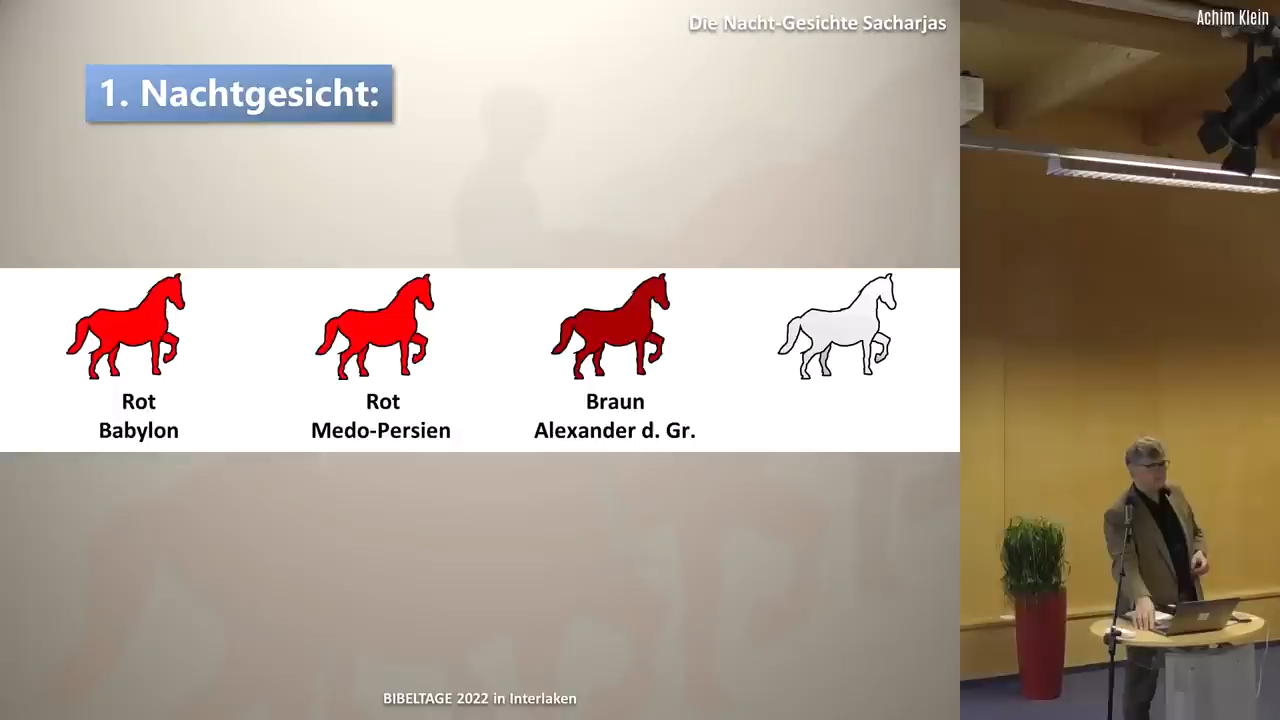 Die Nacht-Gesichte Sacharjas
Achim Klein
1. Nachtgesicht:
Rot
Babylon
Rot
Medo-Persien
Braun
Alexander d. Gr.
BIBELTAGE 2022 in Interlaken